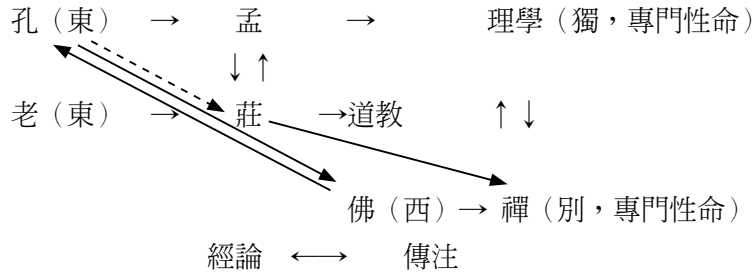 孔（東） → 孟 → 理學（獨，專門性命）
↓ ↑
老（東） → 莊 →道教 ↑ ↓
佛（西）→ 禪（別，專門性命）
經論 ←→ 傳注